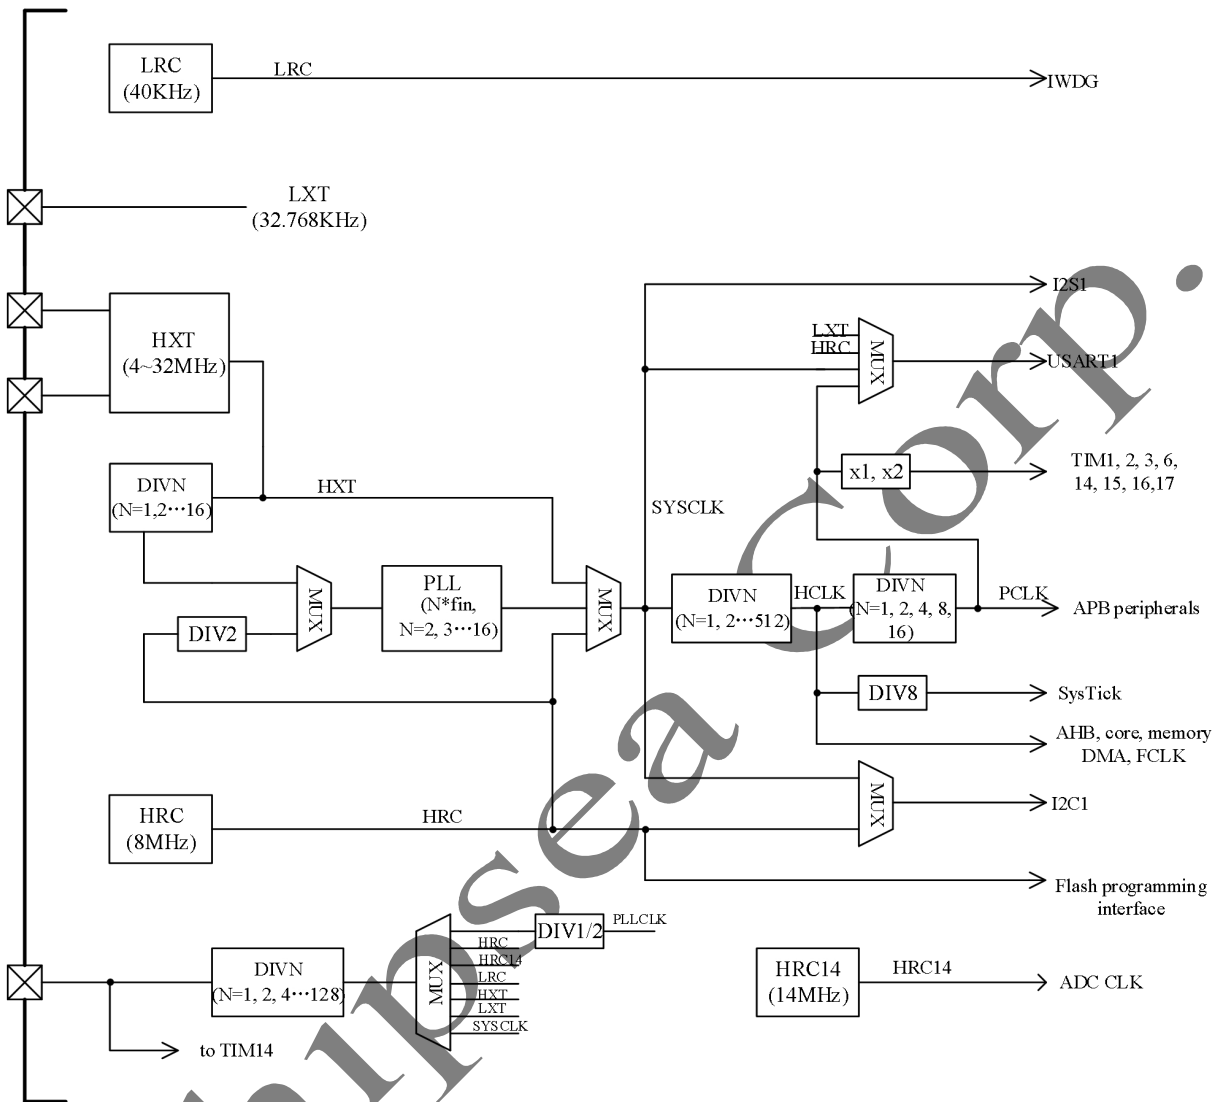 LRC
(40KHz)
LRC
IWDG
LXT
(32.768KHz)
I2S1
HXT
(4~32MHz)
LXT
HRC
MUX
USART1
x1, x2
TIM1, 2, 3, 6,
14, 15, 16,17
DIVN
(N=1,2···16)
HXT
SYSCLK
MUX
PLL
(N*fin,
N=2, 3···16)
MUX
DIVN
(N=1, 2···512)
HCLK
DIVN
(N=1, 2, 4, 8,
16)
PCLK
APB peripherals
DIV2
DIV8
SysTick
AHB, core, memory
DMA, FCLK
HRC
(8MHz)
HRC
MUX
I2C1
Flash programming
interface
DIVN
(N=1, 2, 4···128)
MUX
DIV1/2
PLLCLK
HRC
HRC14
LRC
HXT
LXT
SYSCLK
to TIM14
HRC14
(14MHz)
HRC14
ADC CLK
hipsea Corp.